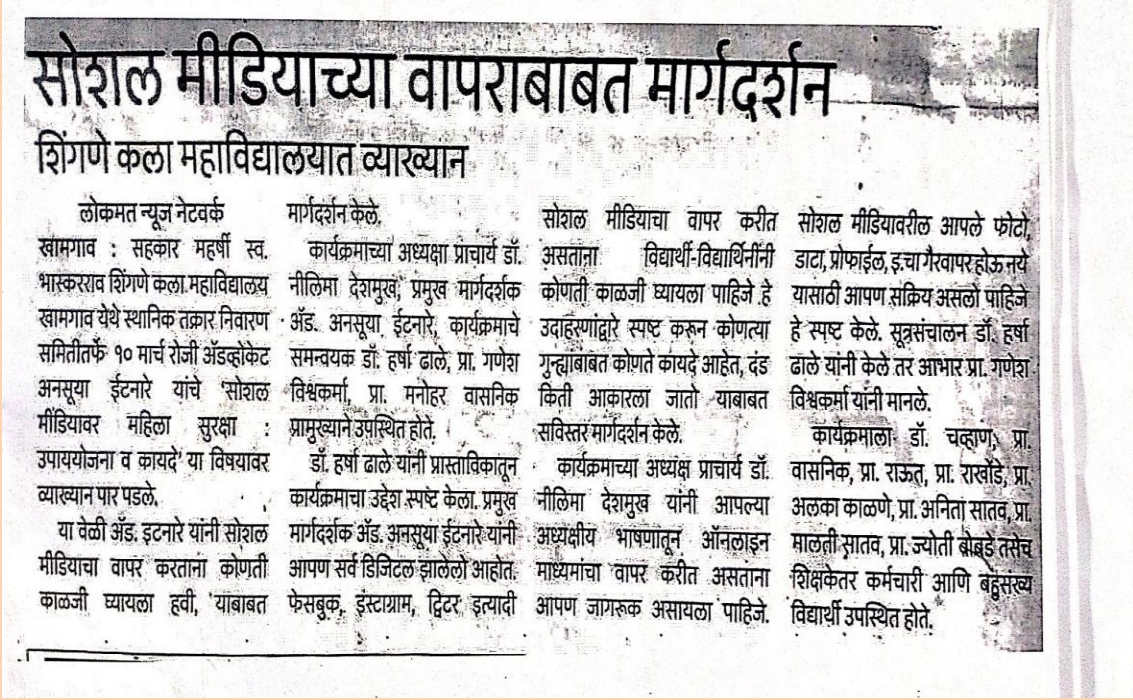 सोशल मीडियाच्या वापराबाबत मार्गदर्शन
शिंगणे कला महाविद्यालयात व्याख्यान
लोकमत न्यूज नेटवर्क
खामगाव : सहकार महर्षी स्व.
भास्करराव शिंगणे कला महाविद्यालय
खामगाव येथे स्थानिक तक्रार निवारण
समितीतर्फे १० मार्च रोजी ॲडव्होकेट
अनसूया ईटनारे यांचे 'सोशल
मीडियावर महिला सुरक्षा :
उपाययोजना व कायदे' या विषयावर
व्याख्यान पार पडले.
या वेळी ॲड. इटनारे यांनी सोशल
मीडियाचा वापर करताना कोणती
काळजी घ्यायला हवी, याबाबत
मार्गदर्शन केले.
कार्यक्रमाच्या अध्यक्षा प्राचार्य डॉ.
नीलिमा देशमुख, प्रमुख मार्गदर्शक
ॲड. अनसूया ईटनारे, कार्यक्रमाचे
समन्वयक डॉ. हर्षा ढाले, प्रा. गणेश
विश्वकर्मा, प्रा. मनोहर वासनिक
प्रामुख्याने उपस्थित होते.
डॉ. हर्षा ढाले यांनी प्रास्ताविकातून
कार्यक्रमाचा उद्देश स्पष्ट केला. प्रमुख
मार्गदर्शक ॲड. अनसूया ईटनारे यांनी
आपण सर्व डिजिटल झालेलो आहोत.
फेसबुक, इंस्टाग्राम, ट्विटर इत्यादी
सोशल मीडियाचा वापर करीत
असताना विद्यार्थी-विद्यार्थिनींनी
कोणती काळजी घ्यायला पाहिजे हे
उदाहरणांद्वारे स्पष्ट करून कोणत्या
गुन्ह्यांबाबत कोणते कायदे आहेत, दंड
किती आकारला जातो याबाबत
सविस्तर मार्गदर्शन केले.
कार्यक्रमाच्या अध्यक्ष प्राचार्य डॉ.
नीलिमा देशमुख यांनी आपल्या
अध्यक्षीय भाषणातून ऑनलाइन
माध्यमांचा वापर करीत असताना
आपण जागरूक असायला पाहिजे.
सोशल मीडियावरील आपले फोटो,
डाटा, प्रोफाईल, इ.चा गैरवापर होऊ नये
यासाठी आपण सक्रिय असलो पाहिजे
हे स्पष्ट केले. सूत्रसंचालन डॉ. हर्षा
ढाले यांनी केले तर आभार प्रा. गणेश
विश्वकर्मा यांनी मानले.
कार्यक्रमाला डॉ. चव्हाण, प्रा.
वासनिक, प्रा. राऊत, प्रा. राखोंडे, प्रा.
अलका काळणे, प्रा. अनिता सातव, प्रा.
मालती सातव, प्रा. ज्योती बोबडे तसेच
शिक्षकेतर कर्मचारी आणि बहुसंख्य
विद्यार्थी उपस्थित होते.